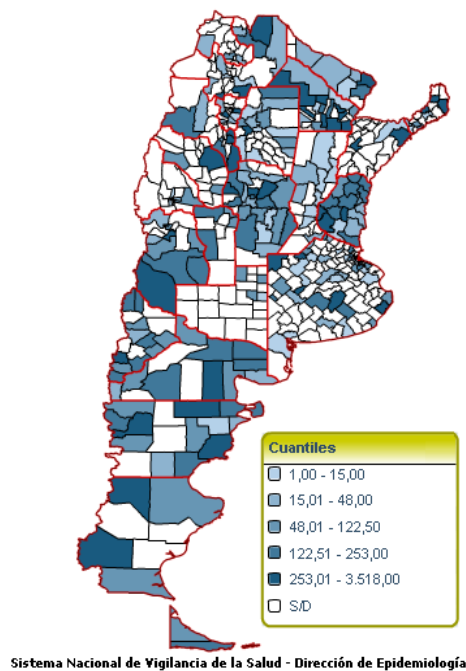 Cuantiles
1,00 - 15,00
15,01 - 48,00
48,01 - 122,50
122,51 - 253,00
253,01 - 3.518,00
S/D
Sistema Nacional de Vigilancia de la Salud - Dirección de Epidemiología